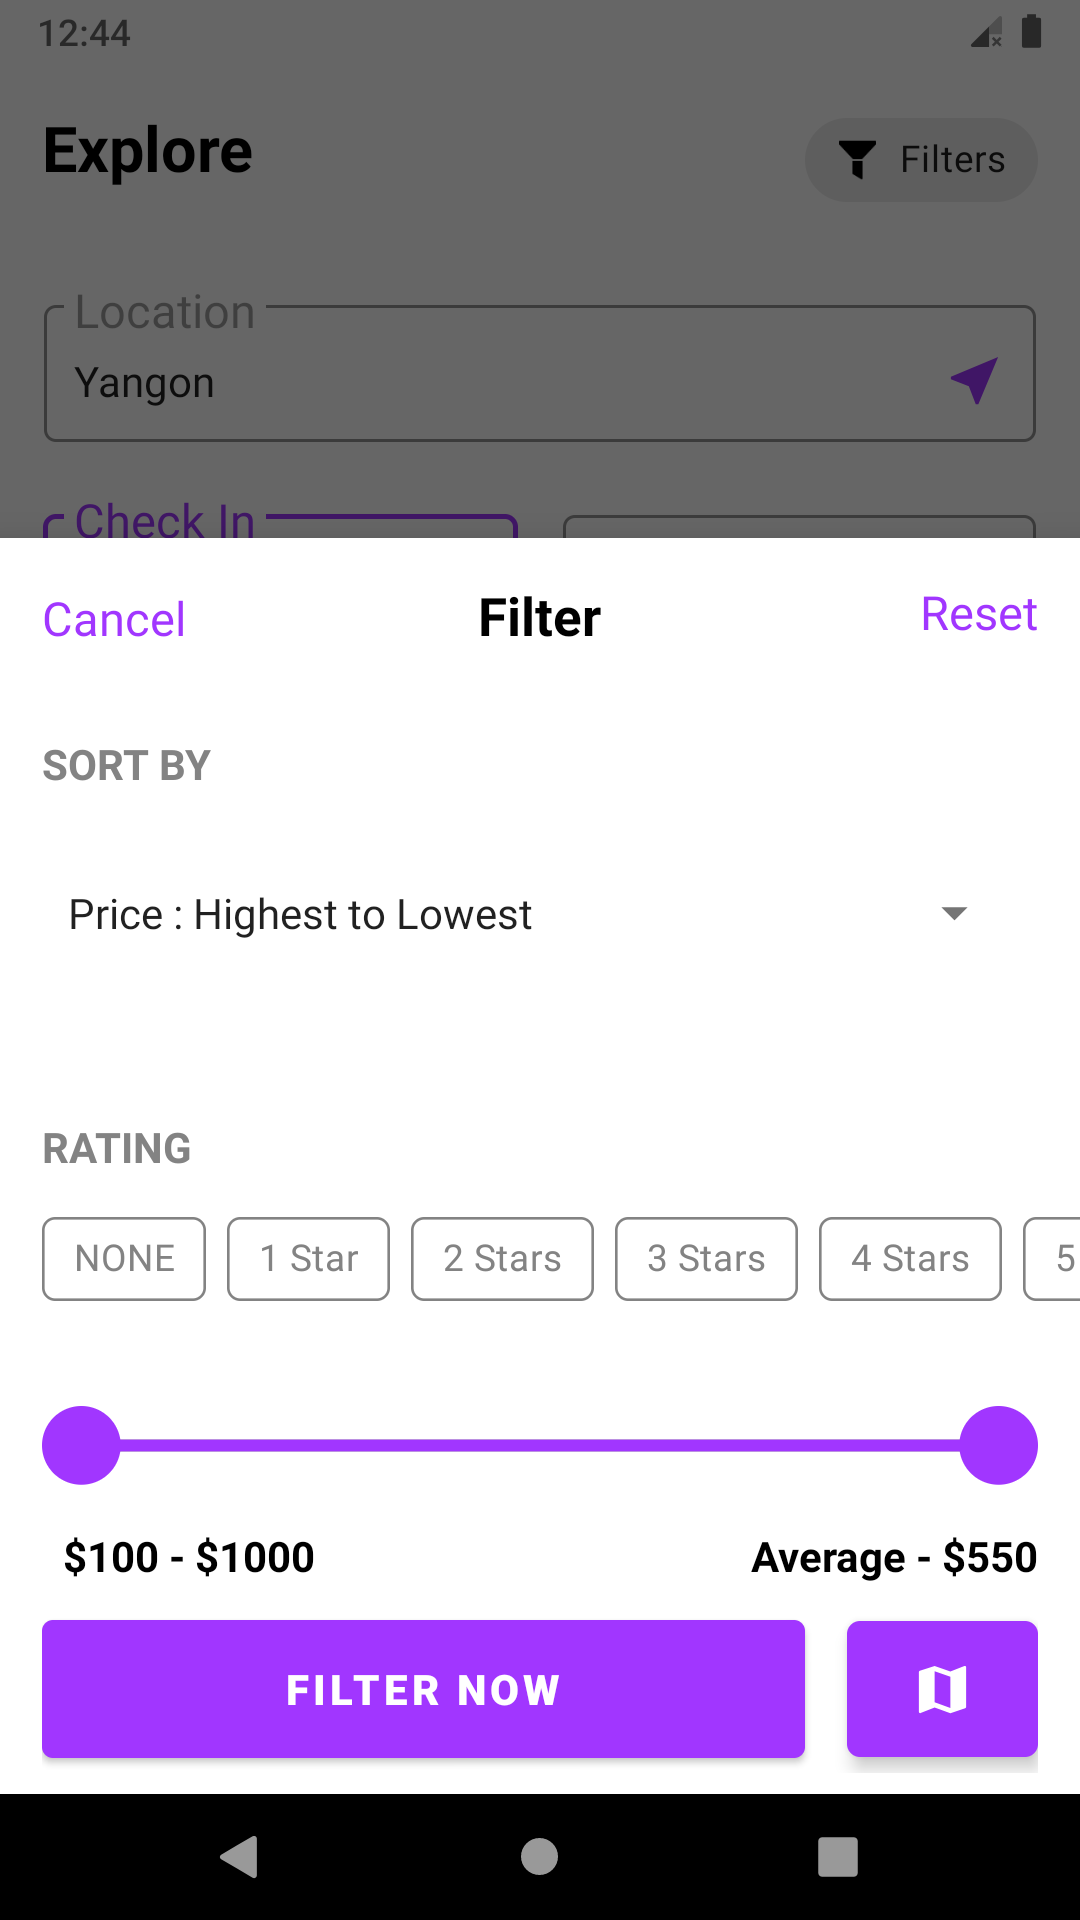 12:44
Explore
Filters
Location
Yangon
Check In
Cancel
Filter
Reset
SORT BY
Price : Highest to Lowest
RATING
NONE
1 Star
2 Stars
3 Stars
4 Stars
5
$100 - $1000
Average - $550
FILTER NOW